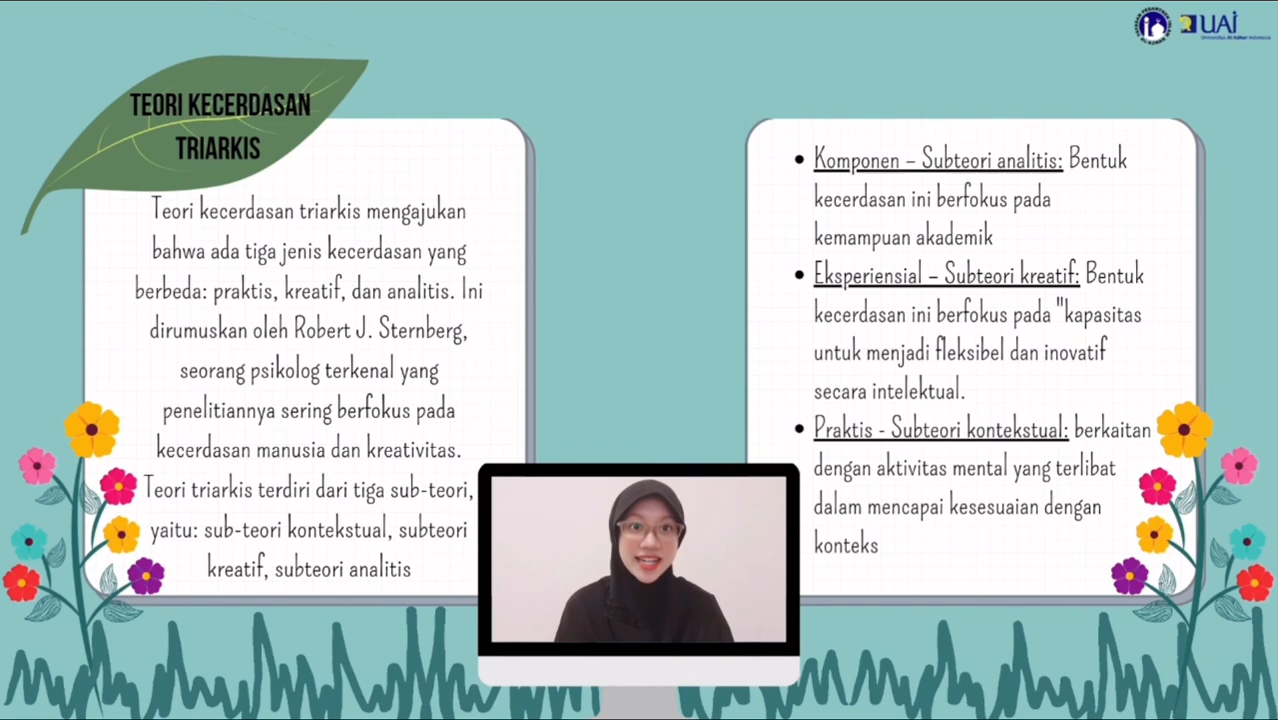 UAI
Universitas Al-Azhar Indonesia
TEORI KECERDASAN
TRIARKIS
Teori kecerdasan triarkis mengajukan
bahwa ada tiga jenis kecerdasan yang
berbeda: praktis, kreatif, dan analitis. Ini
dirumuskan oleh Robert J. Sternberg,
seorang psikolog terkenal yang
penelitiannya sering berfokus pada
kecerdasan manusia dan kreativitas.
Teori triarkis terdiri dari tiga sub-teori,
yaitu: sub-teori kontekstual, subteori
kreatif, subteori analitis
• Komponen – Subteori analitis: Bentuk
kecerdasan ini berfokus pada
kemampuan akademik
• Eksperiensial – Subteori kreatif: Bentuk
kecerdasan ini berfokus pada "kapasitas
untuk menjadi fleksibel dan inovatif
secara intelektual.
• Praktis - Subteori kontekstual: berkaitan
dengan aktivitas mental yang terlibat
dalam mencapai kesesuaian dengan
konteks